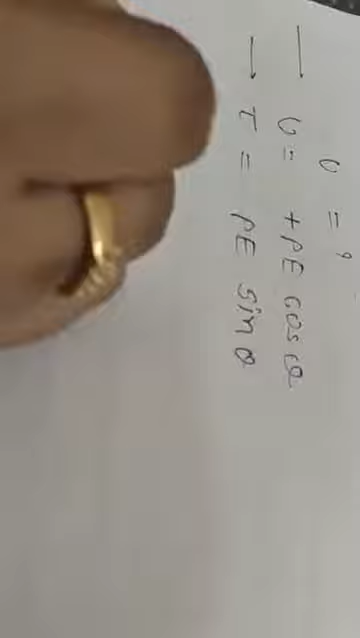 θ = ?
→ U = +PE cos θ
→ τ = PE sin θ